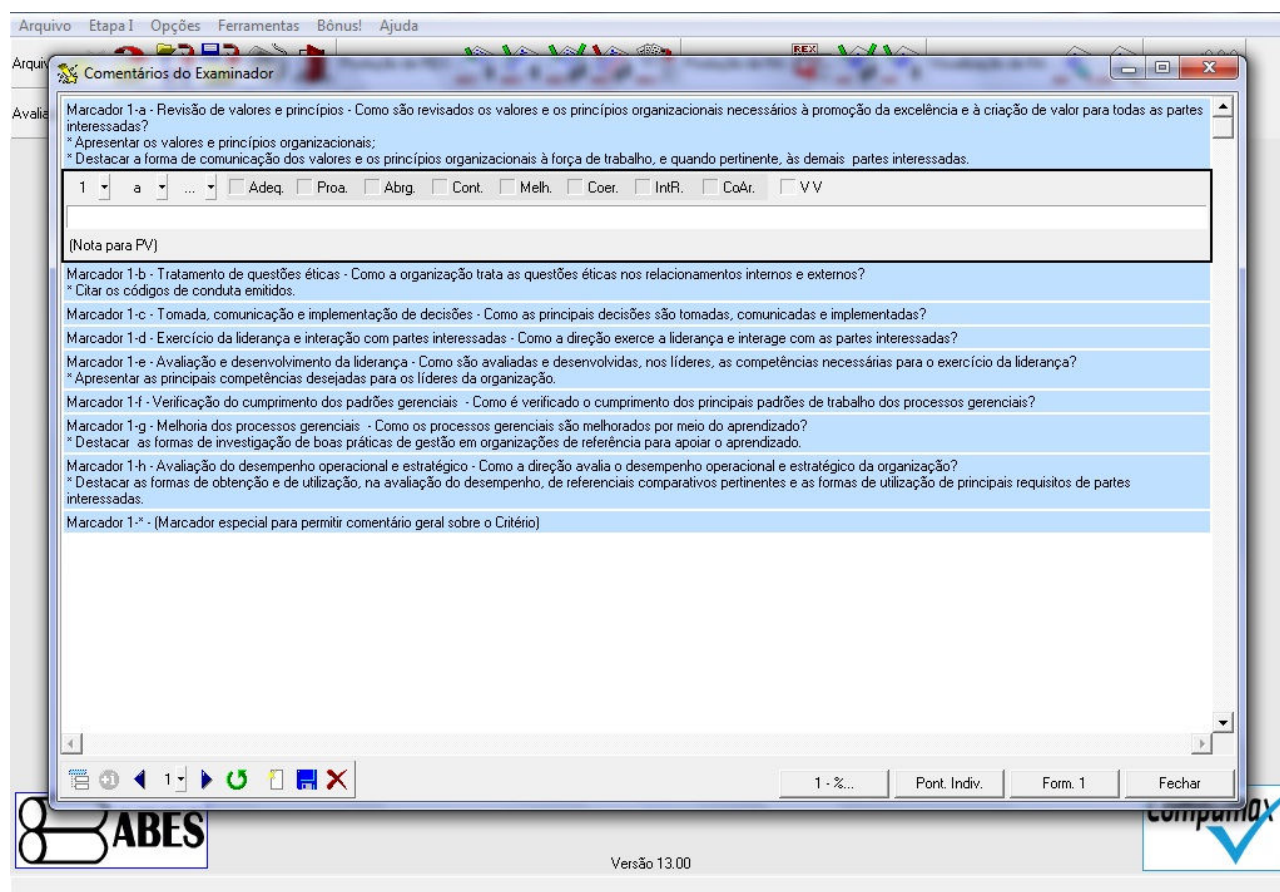 Arquivo Etapa I Opções Ferramentas Bônus! Ajuda
Arquiv
Comentários do Examinador
Avalia
Marcador 1-a - Revisão de valores e princípios - Como são revisados os valores e os princípios organizacionais necessários à promoção da excelência e à criação de valor para todas as partes
interessadas?
* Apresentar os valores e princípios organizacionais;
* Destacar a forma de comunicação dos valores e os princípios organizacionais à força de trabalho, e quando pertinente, às demais partes interessadas.
1 a ... Adeq. Proa. Abrg. Cont. Melh. Coer. IntR. CoAr. V V
(Nota para PV)
Marcador 1-b - Tratamento de questões éticas - Como a organização trata as questões éticas nos relacionamentos internos e externos?
* Citar os códigos de conduta emitidos.
Marcador 1-c - Tomada, comunicação e implementação de decisões - Como as principais decisões são tomadas, comunicadas e implementadas?
Marcador 1-d - Exercício da liderança e interação com partes interessadas - Como a direção exerce a liderança e interage com as partes interessadas?
Marcador 1-e - Avaliação e desenvolvimento da liderança - Como são avaliadas e desenvolvidas, nos líderes, as competências necessárias para o exercício da liderança?
* Apresentar as principais competências desejadas para os líderes da organização.
Marcador 1-f - Verificação do cumprimento dos padrões gerenciais - Como é verificado o cumprimento dos principais padrões de trabalho dos processos gerenciais?
Marcador 1-g - Melhoria dos processos gerenciais - Como os processos gerenciais são melhorados por meio do aprendizado?
* Destacar as formas de investigação de boas práticas de gestão em organizações de referência para apoiar o aprendizado.
Marcador 1-h - Avaliação do desempenho operacional e estratégico - Como a direção avalia o desempenho operacional e estratégico da organização?
* Destacar as formas de obtenção e de utilização, na avaliação do desempenho, de referenciais comparativos pertinentes e as formas de utilização de principais requisitos de partes
interessadas.
Marcador 1-* - (Marcador especial para permitir comentário geral sobre o Critério)
+1 1 1 - %... Pont. Indiv. Form. 1 Fechar
ABES
Compumax
Versão 13.00